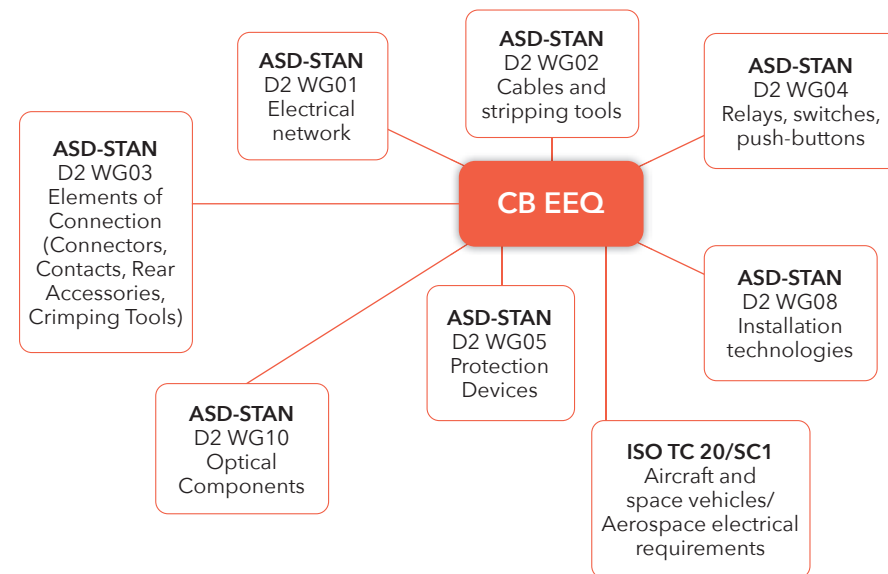 ASD-STAN
D2 WG01
Electrical
network
ASD-STAN
D2 WG02
Cables and
stripping tools
ASD-STAN
D2 WG04
Relays, switches,
push-buttons
ASD-STAN
D2 WG03
Elements of
Connection
(Connectors,
Contacts, Rear
Accessories,
Crimping Tools)
CB EEQ
ASD-STAN
D2 WG08
Installation
technologies
ASD-STAN
D2 WG05
Protection
Devices
ASD-STAN
D2 WG10
Optical
Components
ISO TC 20/SC1
Aircraft and
space vehicles/
Aerospace electrical
requirements